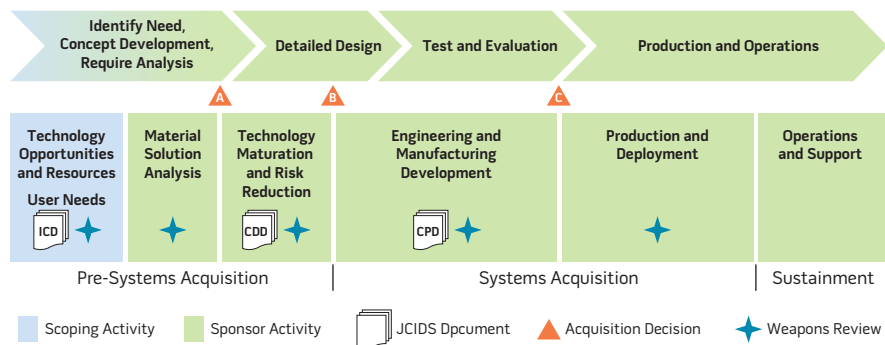 Identify Need,
Concept Development,
Require Analysis
Detailed Design
Test and Evaluation
Production and Operations
A
B
C
Technology
Opportunities
and Resources
User Needs
ICD
Material
Solution
Analysis
Technology
Maturation
and Risk
Reduction
CDD
Engineering and
Manufacturing
Development
CPD
Production and
Deployment
Operations
and Support
Pre-Systems Acquisition
Systems Acquisition
Sustainment
Scoping Activity
Sponsor Activity
JCIDS Dpcument
Acquisition Decision
Weapons Review